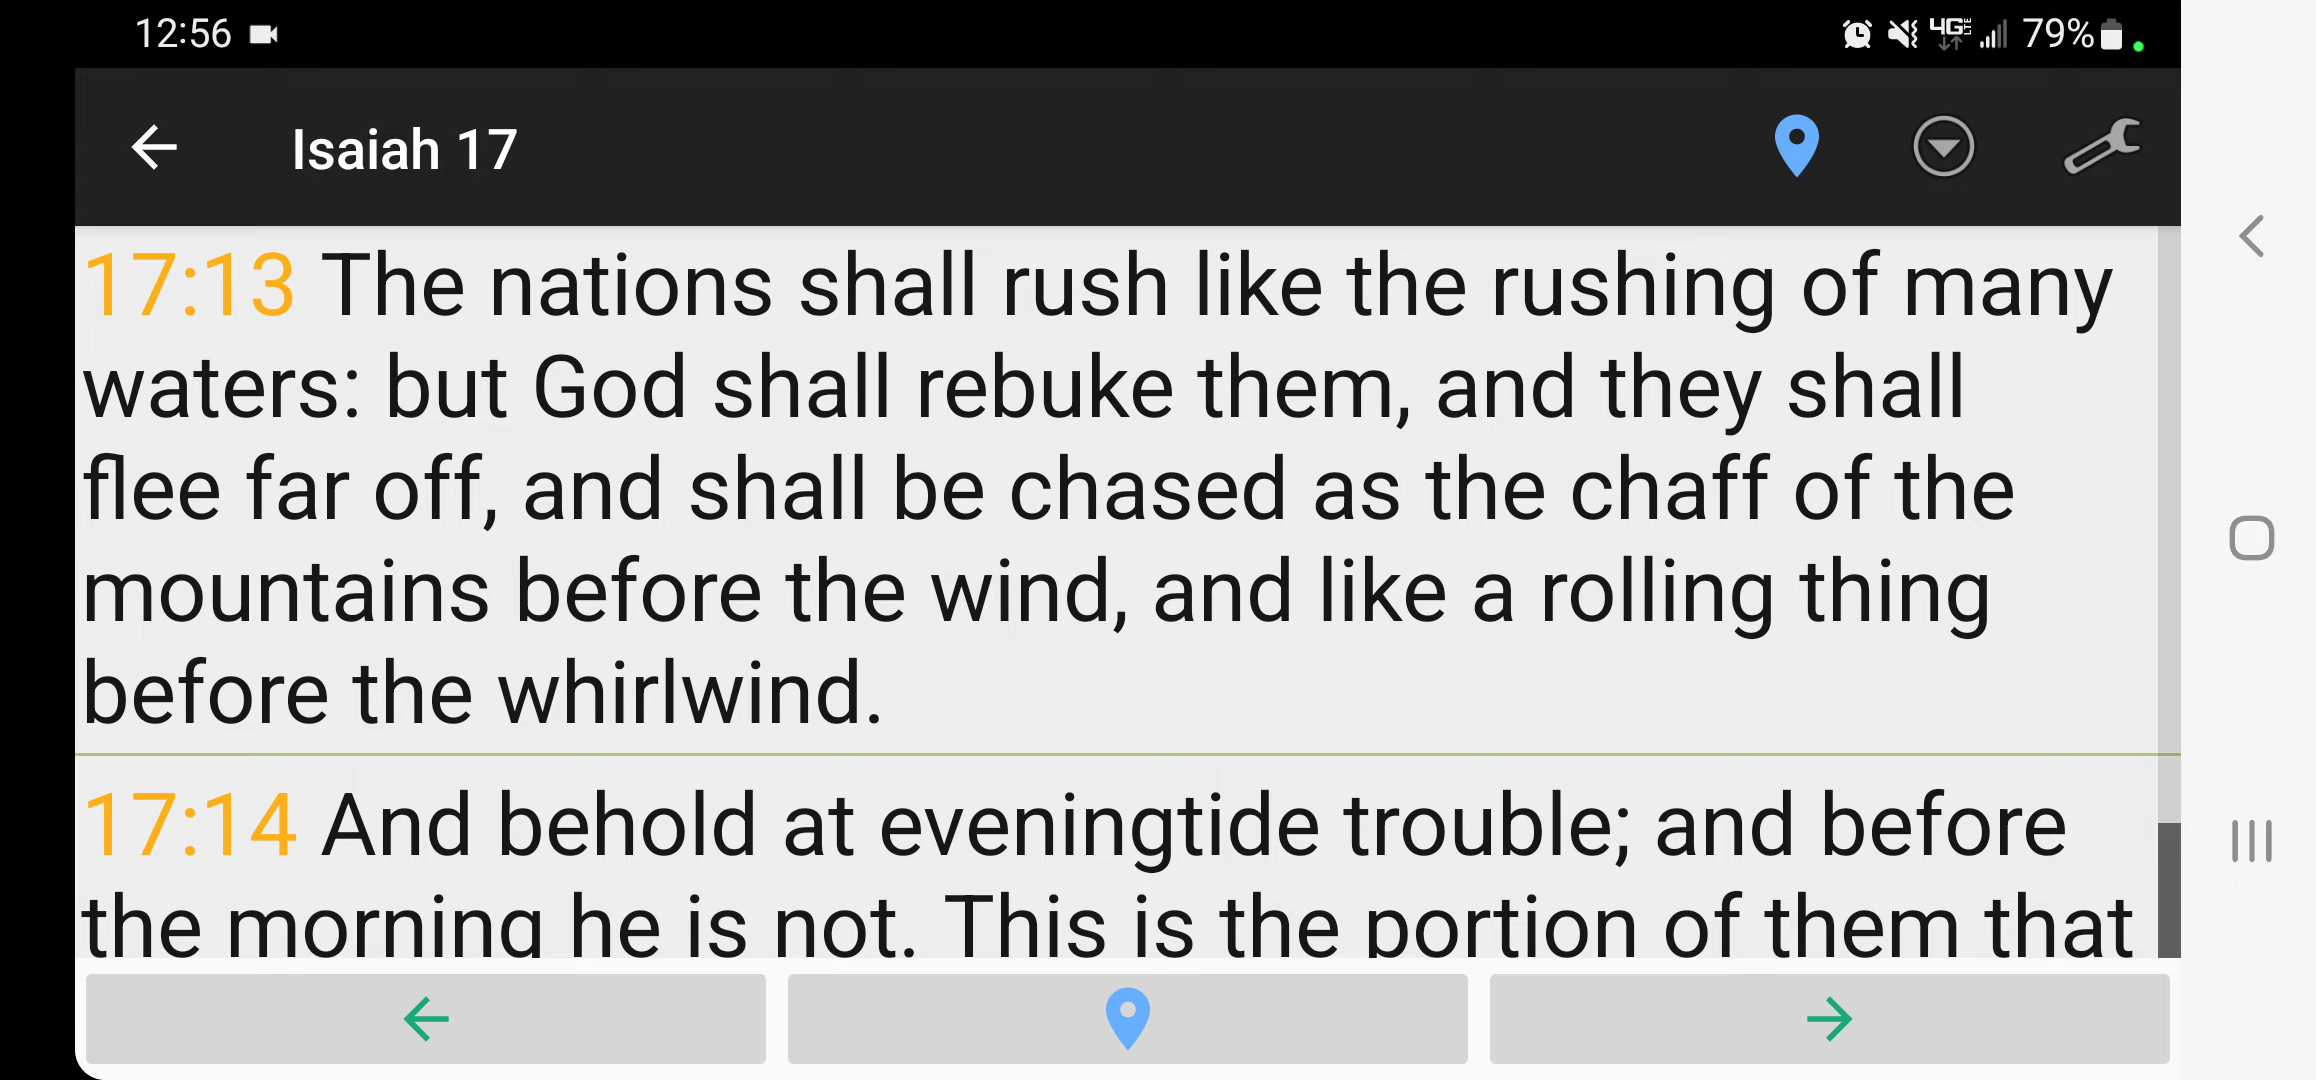 12:56
4G LTE 79%
Isaiah 17
17:13 The nations shall rush like the rushing of many
waters: but God shall rebuke them, and they shall
flee far off, and shall be chased as the chaff of the
mountains before the wind, and like a rolling thing
before the whirlwind.
17:14 And behold at eveningtide trouble; and before
the morning he is not. This is the portion of them that